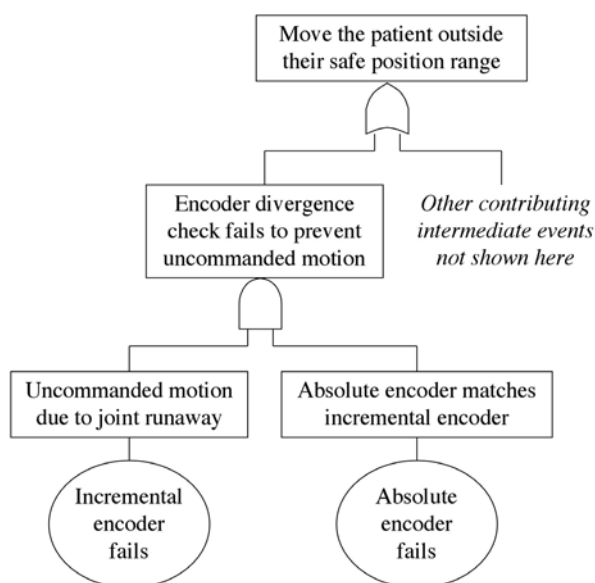 Move the patient outside
their safe position range
Encoder divergence
check fails to prevent
uncommanded motion
Other contributing
intermediate events
not shown here
Uncommanded motion
due to joint runaway
Absolute encoder matches
incremental encoder
Incremental
encoder
fails
Absolute
encoder
fails